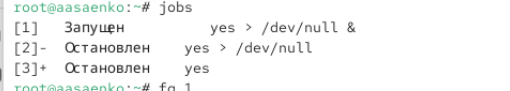 root@aasaenko:~# jobs
[1]   Запущен          yes > /dev/null &
[2]-  Остановлен    yes > /dev/null
[3]+  Остановлен    yes
root@aasaenko:~# fg 1